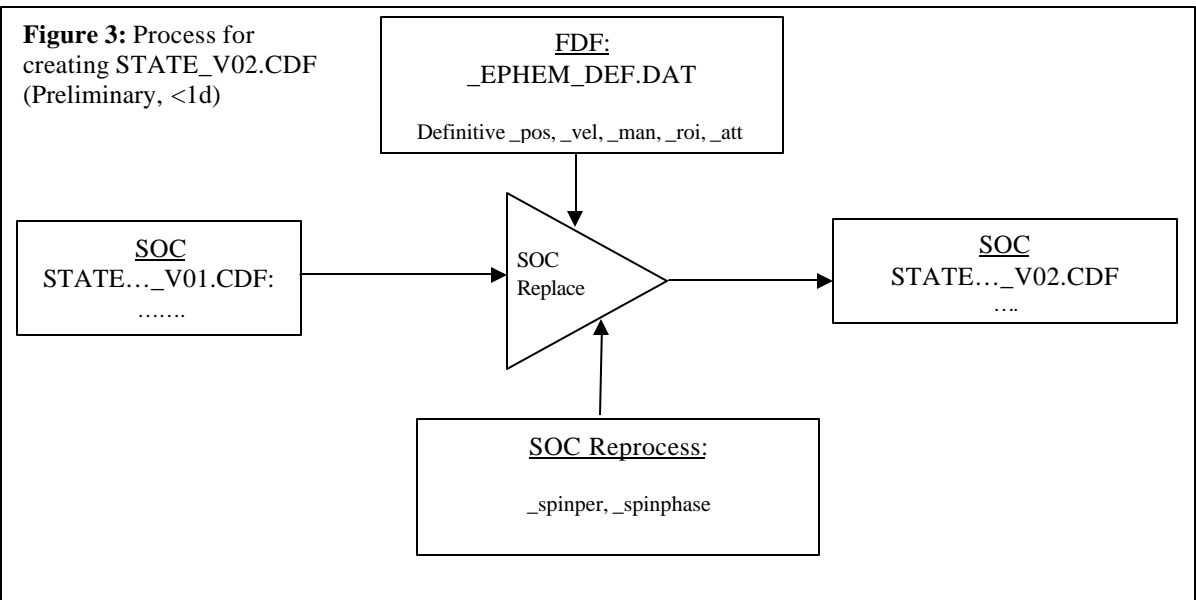 Figure 3: Process for
creating STATE_V02.CDF
(Preliminary, <1d)
FDF:
_EPHEM_DEF.DAT
Definitive _pos, _vel, _man, _roi, _att
SOC
STATE…_V01.CDF:
…….
SOC
Replace
SOC
STATE…_V02.CDF
….
SOC Reprocess:
_spinper, _spinphase